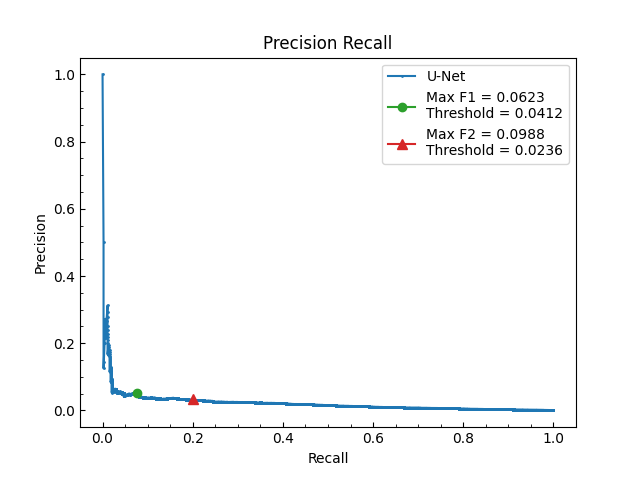 Precision Recall
U-Net
Max F1 = 0.0623
Threshold = 0.0412
Max F2 = 0.0988
Threshold = 0.0236
Precision
1.0
0.8
0.6
0.4
0.2
0.0
0.0 0.2 0.4 0.6 0.8 1.0
Recall